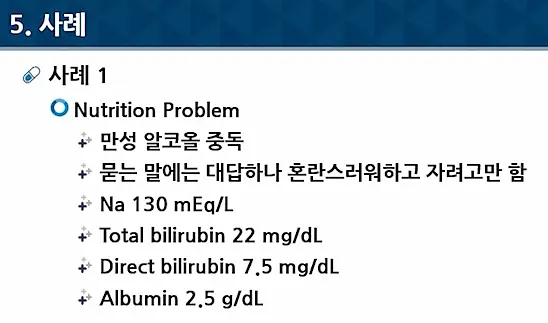 5. 사례
사례 1
Nutrition Problem
만성 알코올 중독
묻는 말에는 대답하나 혼란스러워하고 자려고만 함
Na 130 mEq/L
Total bilirubin 22 mg/dL
Direct bilirubin 7.5 mg/dL
Albumin 2.5 g/dL